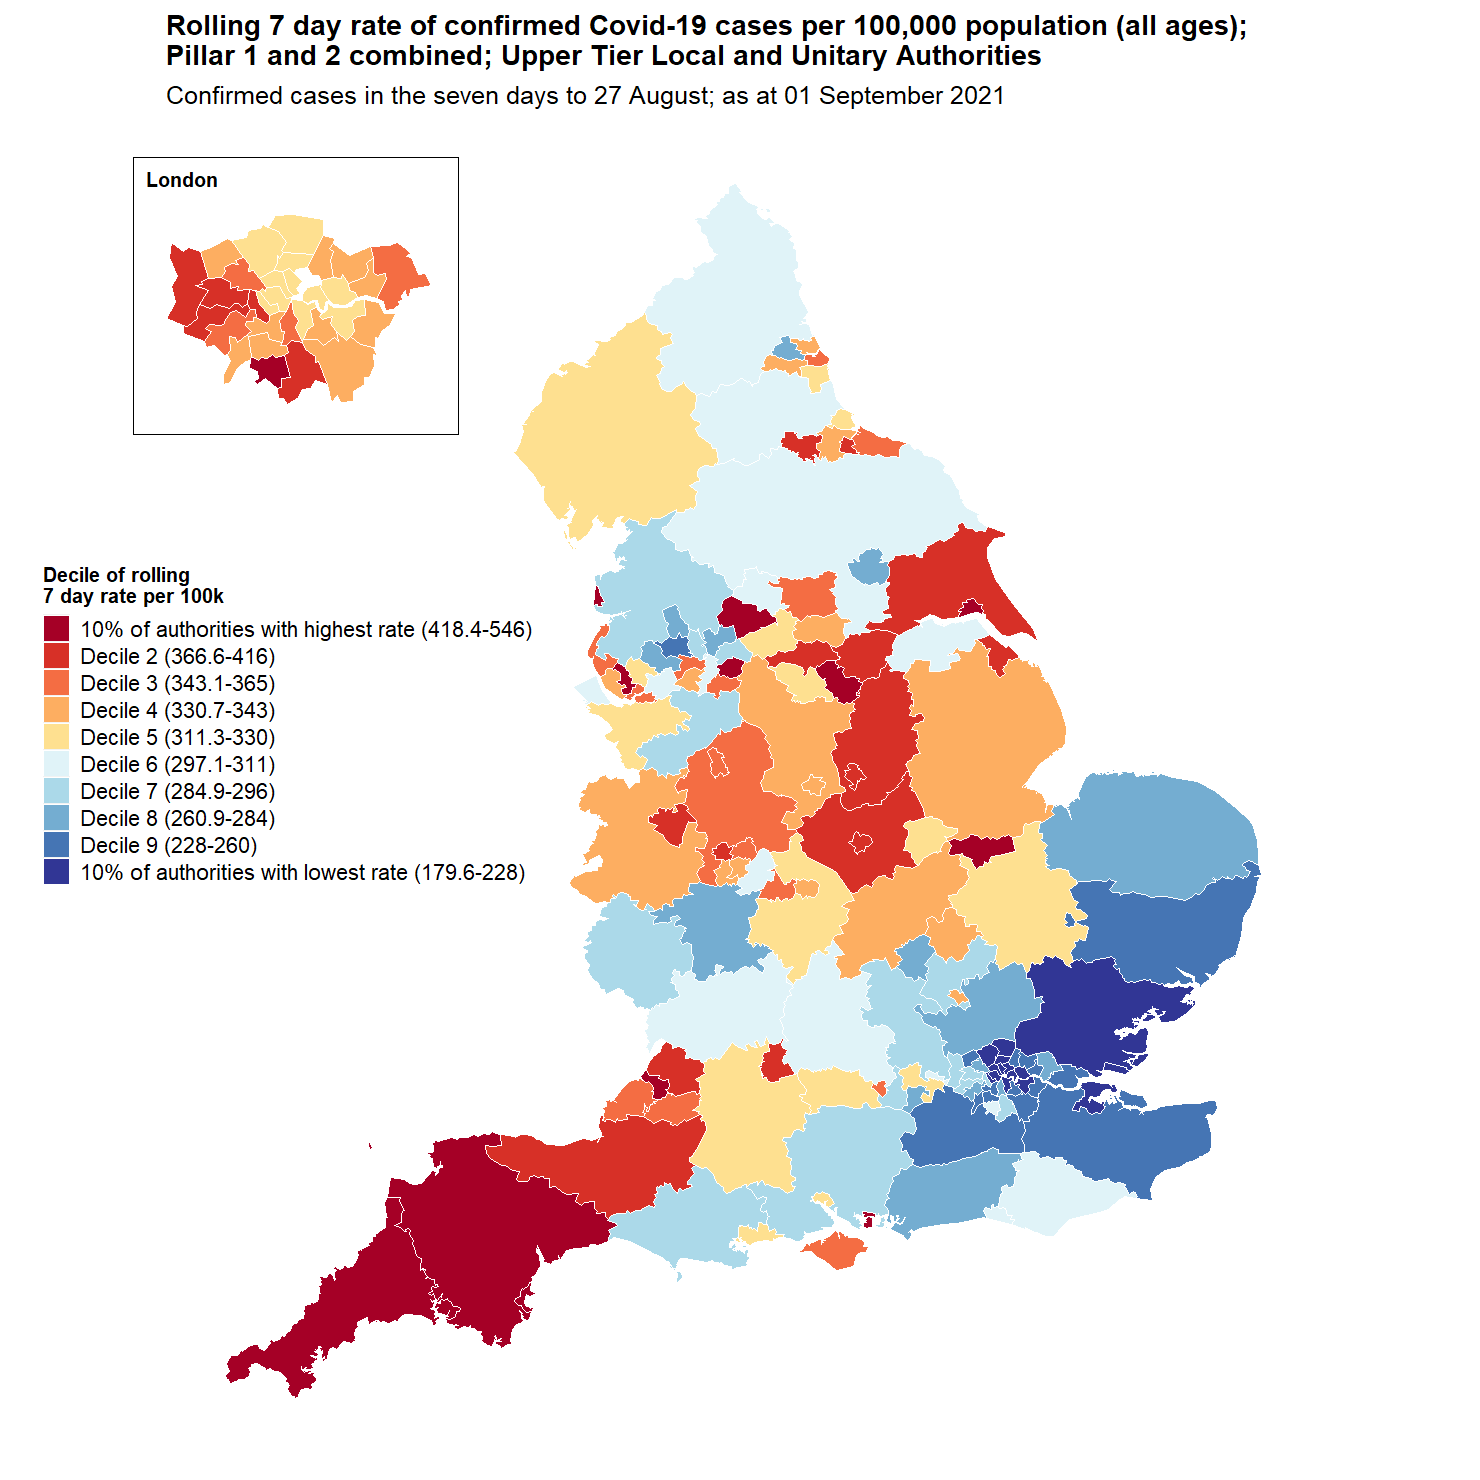 Rolling 7 day rate of confirmed Covid-19 cases per 100,000 population (all ages);
Pillar 1 and 2 combined; Upper Tier Local and Unitary Authorities
Confirmed cases in the seven days to 27 August; as at 01 September 2021
London
Decile of rolling
7 day rate per 100k
10% of authorities with highest rate (418.4-546)
Decile 2 (366.6-416)
Decile 3 (343.1-365)
Decile 4 (330.7-343)
Decile 5 (311.3-330)
Decile 6 (297.1-311)
Decile 7 (284.9-296)
Decile 8 (260.9-284)
Decile 9 (228-260)
10% of authorities with lowest rate (179.6-228)